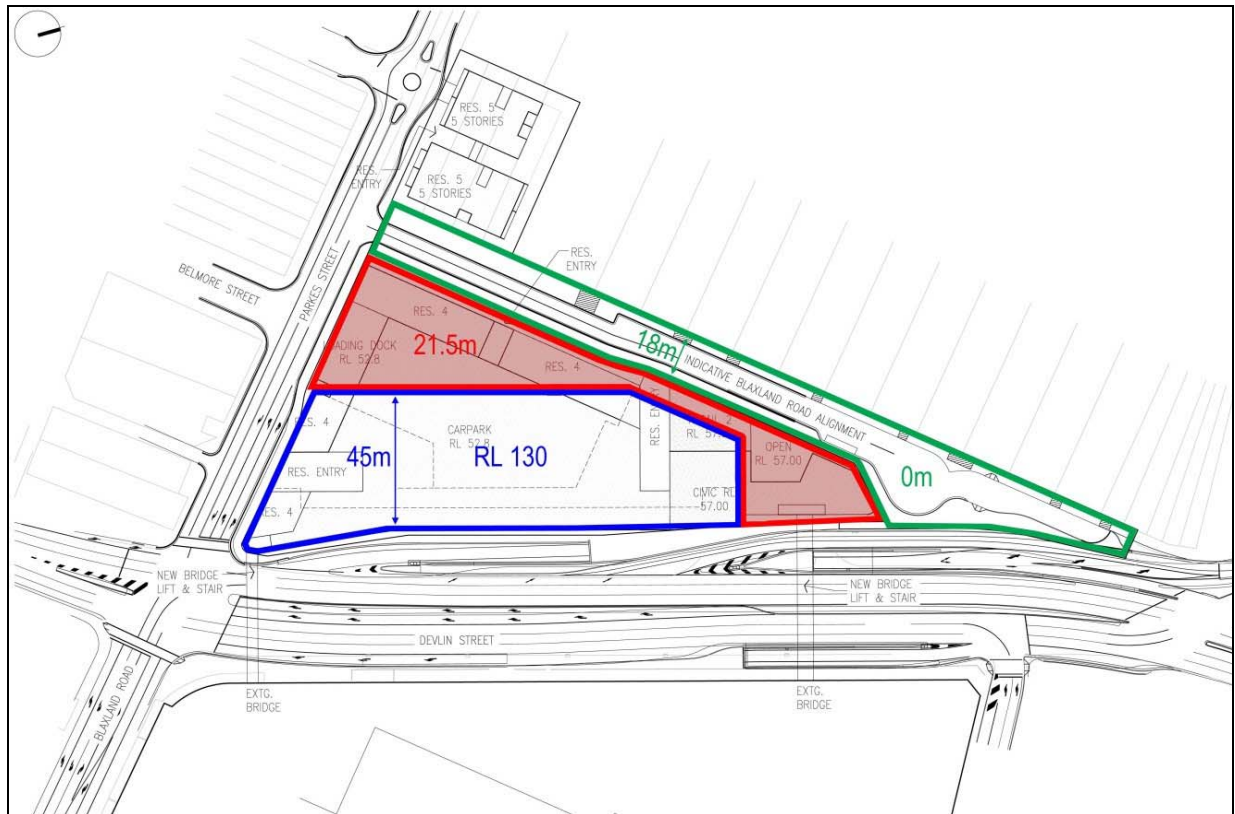 RES. 5
5 STORIES
RES.
ENTRY
RES. 5
5 STORIES
RES.
ENTRY
BELMORE STREET
PARKES STREET
RES. 4
18m
LOADING DOCK
RL 52.8
21.5m
RES. 4
INDICATIVE BLAXLAND ROAD ALIGNMENT
RES. 4
CARPARK
RL 52.8
RES. ENTRY
OPEN
RL 57.00
45m
RL 130
RES. ENTRY
0m
CIVIC RL
57.00
RES. 4
NEW BRIDGE
LIFT & STAIR
NEW BRIDGE
LIFT & STAIR
DEVLIN STREET
BLAXLAND ROAD
EXTG.
BRIDGE
EXTG.
BRIDGE